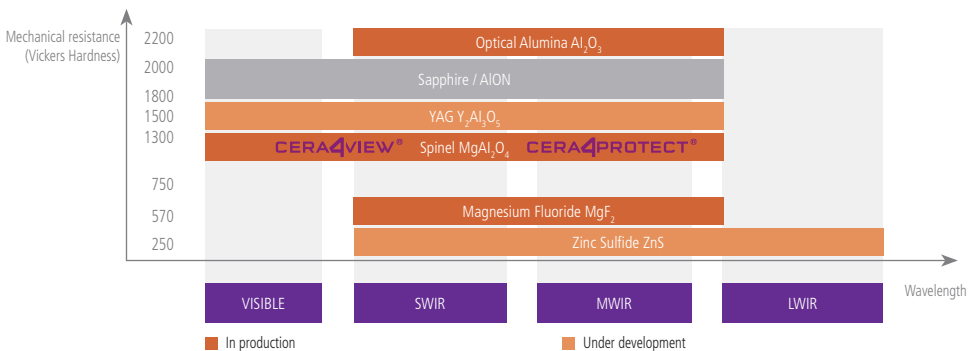 Mechanical resistance
(Vickers Hardness)
2200
Optical Alumina Al₂O₃
2000
Sapphire / AlON
1800
1500
YAG Y₂Al₃O₅
1300
CERA4VIEW® Spinel MgAl₂O₄ CERA4PROTECT®
750
570
Magnesium Fluoride MgF₂
250
Zinc Sulfide ZnS
Wavelength
VISIBLE SWIR MWIR LWIR
In production Under development